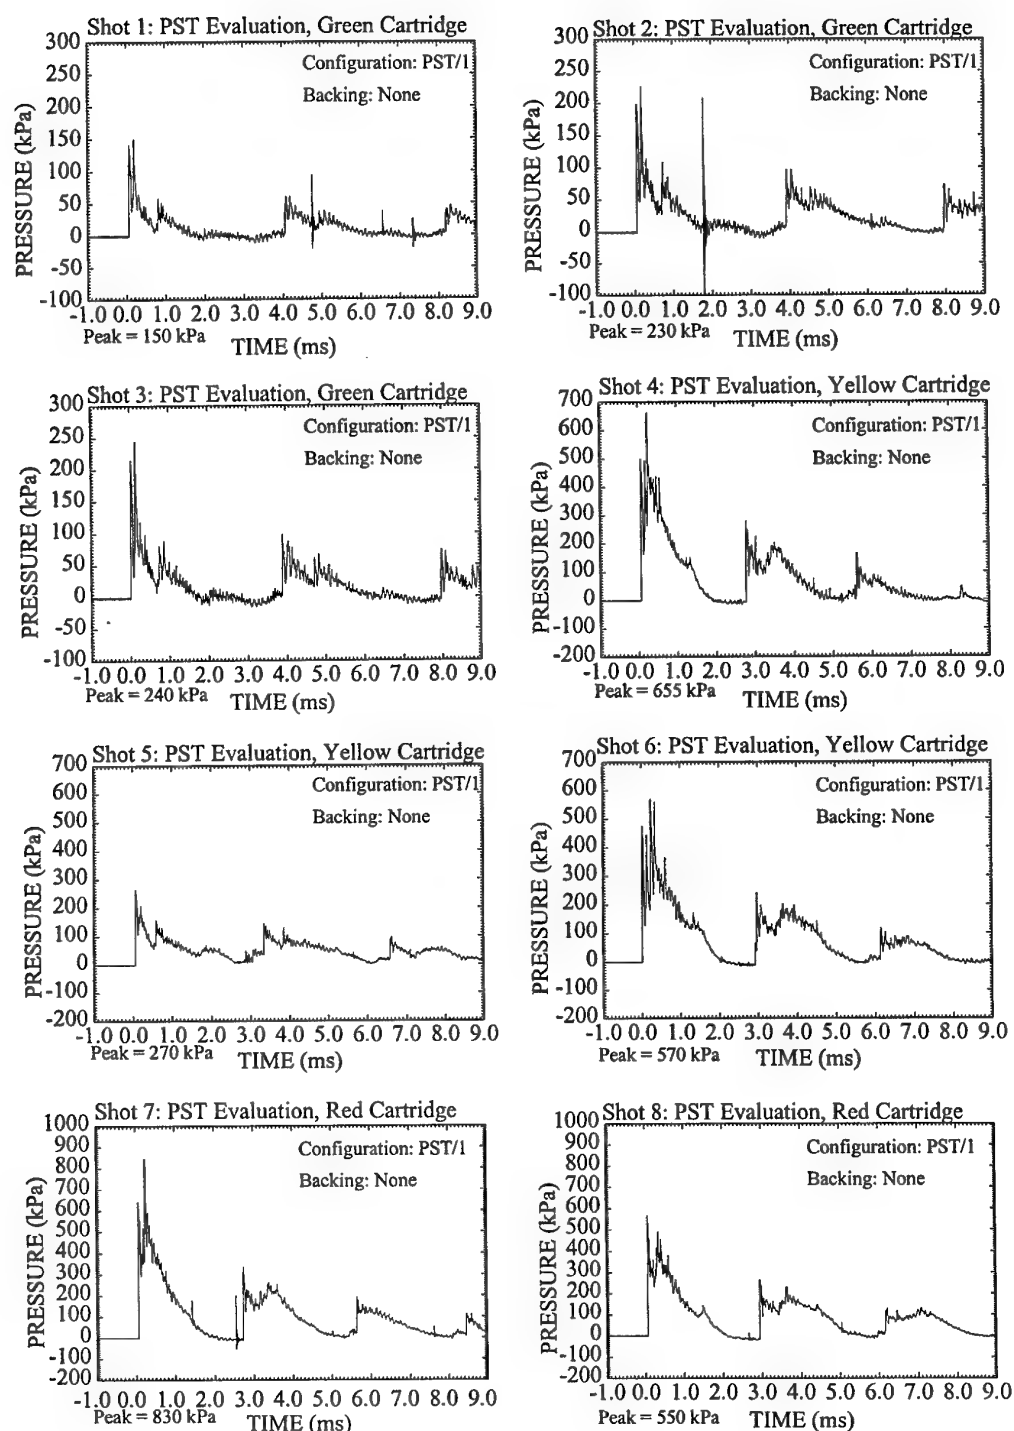 Shot 1: PST Evaluation, Green Cartridge
300
250
200
150
100
50
0
-50
-100
PRESSURE (kPa)
Configuration: PST/1
Backing: None
-1.0 0.0 1.0 2.0 3.0 4.0 5.0 6.0 7.0 8.0 9.0
Peak = 150 kPa
TIME (ms)
Shot 2: PST Evaluation, Green Cartridge
300
250
200
150
100
50
0
-50
-100
PRESSURE (kPa)
Configuration: PST/1
Backing: None
-1.0 0.0 1.0 2.0 3.0 4.0 5.0 6.0 7.0 8.0 9.0
Peak = 230 kPa
TIME (ms)
Shot 3: PST Evaluation, Green Cartridge
300
250
200
150
100
50
0
-50
-100
PRESSURE (kPa)
Configuration: PST/1
Backing: None
-1.0 0.0 1.0 2.0 3.0 4.0 5.0 6.0 7.0 8.0 9.0
Peak = 240 kPa
TIME (ms)
Shot 4: PST Evaluation, Yellow Cartridge
700
600
500
400
300
200
100
0
-100
-200
PRESSURE (kPa)
Configuration: PST/1
Backing: None
-1.0 0.0 1.0 2.0 3.0 4.0 5.0 6.0 7.0 8.0 9.0
Peak = 655 kPa
TIME (ms)
Shot 5: PST Evaluation, Yellow Cartridge
700
600
500
400
300
200
100
0
-100
-200
PRESSURE (kPa)
Configuration: PST/1
Backing: None
-1.0 0.0 1.0 2.0 3.0 4.0 5.0 6.0 7.0 8.0 9.0
Peak = 270 kPa
TIME (ms)
Shot 6: PST Evaluation, Yellow Cartridge
700
600
500
400
300
200
100
0
-100
-200
PRESSURE (kPa)
Configuration: PST/1
Backing: None
-1.0 0.0 1.0 2.0 3.0 4.0 5.0 6.0 7.0 8.0 9.0
Peak = 570 kPa
TIME (ms)
Shot 7: PST Evaluation, Red Cartridge
1000
900
800
700
600
500
400
300
200
100
0
-100
-200
PRESSURE (kPa)
Configuration: PST/1
Backing: None
-1.0 0.0 1.0 2.0 3.0 4.0 5.0 6.0 7.0 8.0 9.0
Peak = 830 kPa
TIME (ms)
Shot 8: PST Evaluation, Red Cartridge
1000
900
800
700
600
500
400
300
200
100
0
-100
-200
PRESSURE (kPa)
Configuration: PST/1
Backing: None
-1.0 0.0 1.0 2.0 3.0 4.0 5.0 6.0 7.0 8.0 9.0
Peak = 550 kPa
TIME (ms)